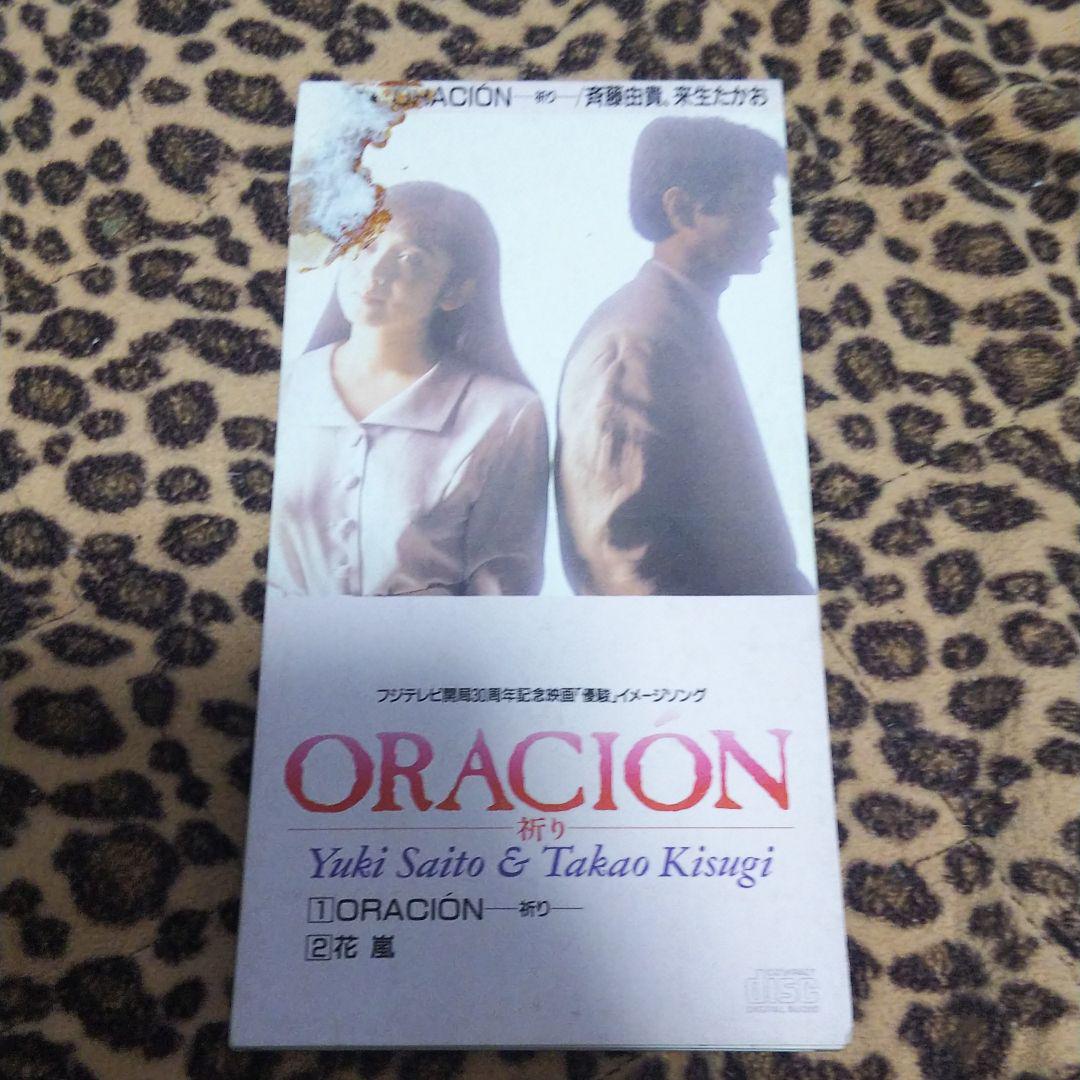 ORACIÓN—祈り—/斉藤由貴。来生たかお
フジテレビ開局30周年記念映画「優駿」イメージソング
ORACIÓN
祈り
Yuki Saito & Takao Kisugi
1 ORACIÓN—祈り—
2 花嵐
COMPACT
disc
DIGITAL AUDIO